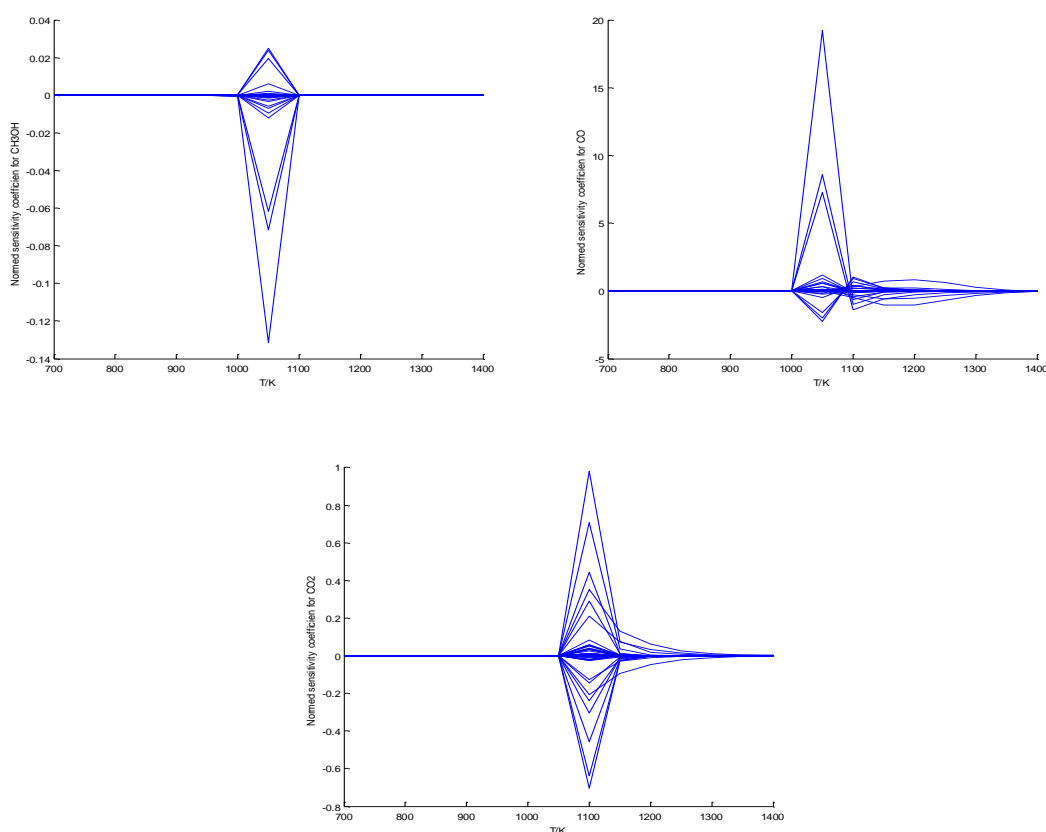 0.04
0.02
0
-0.02
-0.04
-0.06
-0.08
-0.1
-0.12
-0.14
700 800 900 1000 1100 1200 1300 1400
T/K
Normed sensitivity coefficien for CH3OH
20
15
10
5
0
-5
700 800 900 1000 1100 1200 1300 1400
T/K
Normed sensitivity coefficien for CO
1
0.8
0.6
0.4
0.2
0
-0.2
-0.4
-0.6
-0.8
700 800 900 1000 1100 1200 1300 1400
T/K
Normed sensitivity coefficien for CO2